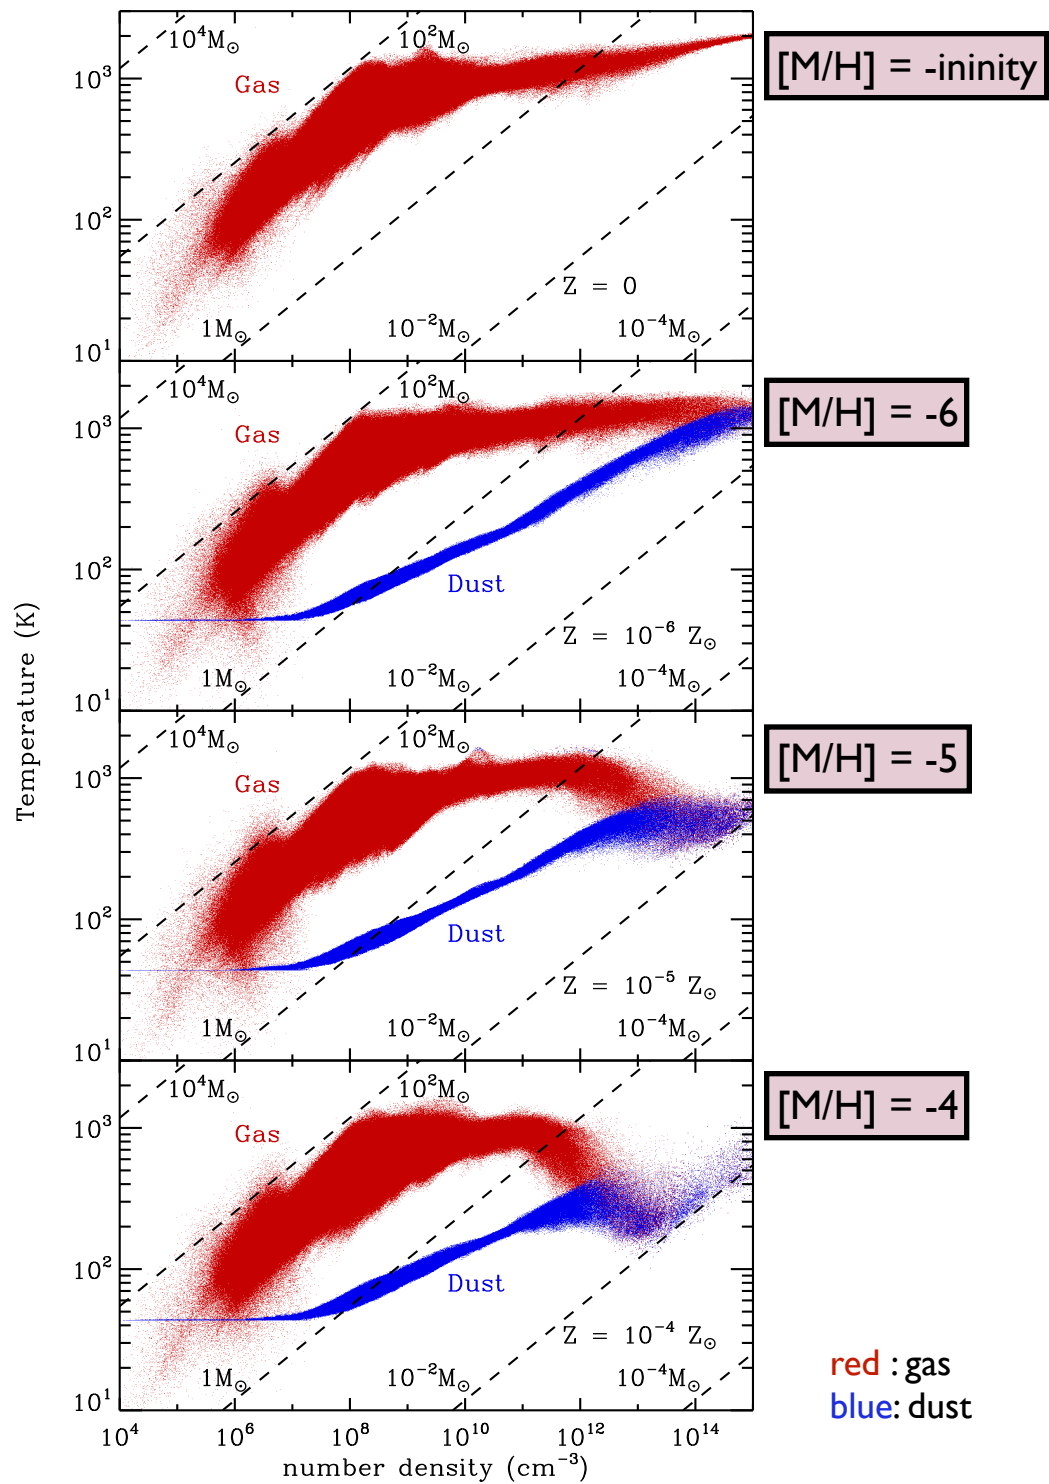 10⁴M☉
10²M☉
Gas
10³
10²
10¹
Z = 0
1M☉
10⁻²M☉
10⁻⁴M☉
[M/H] = -ininity
10⁴M☉
10²M☉
Gas
10³
10²
10¹
Dust
Z = 10⁻⁶ Z☉
1M☉
10⁻²M☉
10⁻⁴M☉
[M/H] = -6
Temperature (K)
10⁴M☉
10²M☉
Gas
10³
10²
10¹
Dust
Z = 10⁻⁵ Z☉
1M☉
10⁻²M☉
10⁻⁴M☉
[M/H] = -5
10⁴M☉
10²M☉
Gas
10³
10²
10¹
Dust
Z = 10⁻⁴ Z☉
1M☉
10⁻²M☉
10⁻⁴M☉
[M/H] = -4
red : gas
blue: dust
10⁴ 10⁶ 10⁸ 10¹⁰ 10¹² 10¹⁴
number density (cm⁻³)